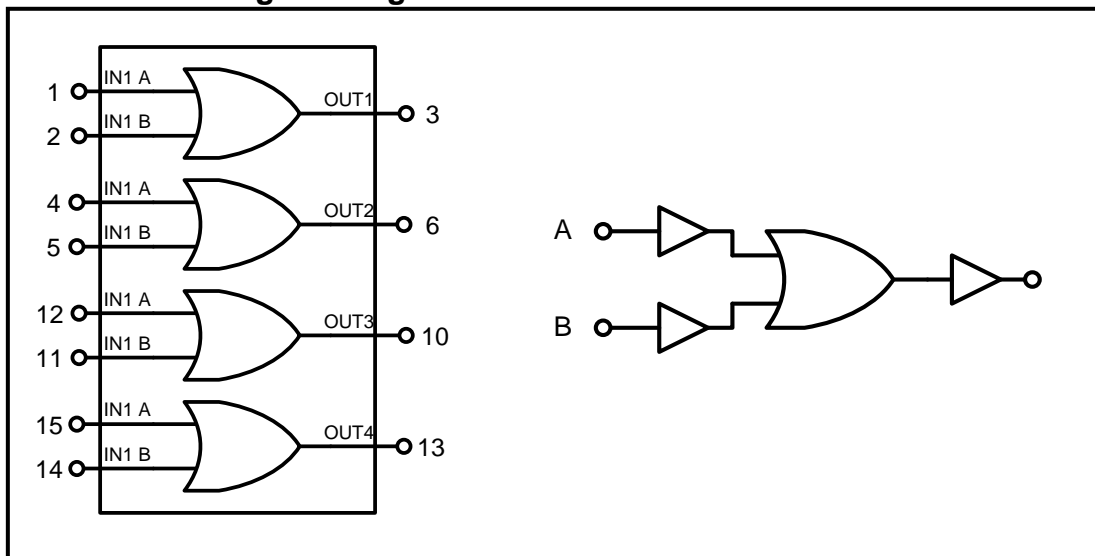 1 IN1 A OUT1 3
2 IN1 B
4 IN1 A OUT2 6
5 IN1 B
12 IN1 A OUT3 10
11 IN1 B
15 IN1 A OUT4 13
14 IN1 B
A
B